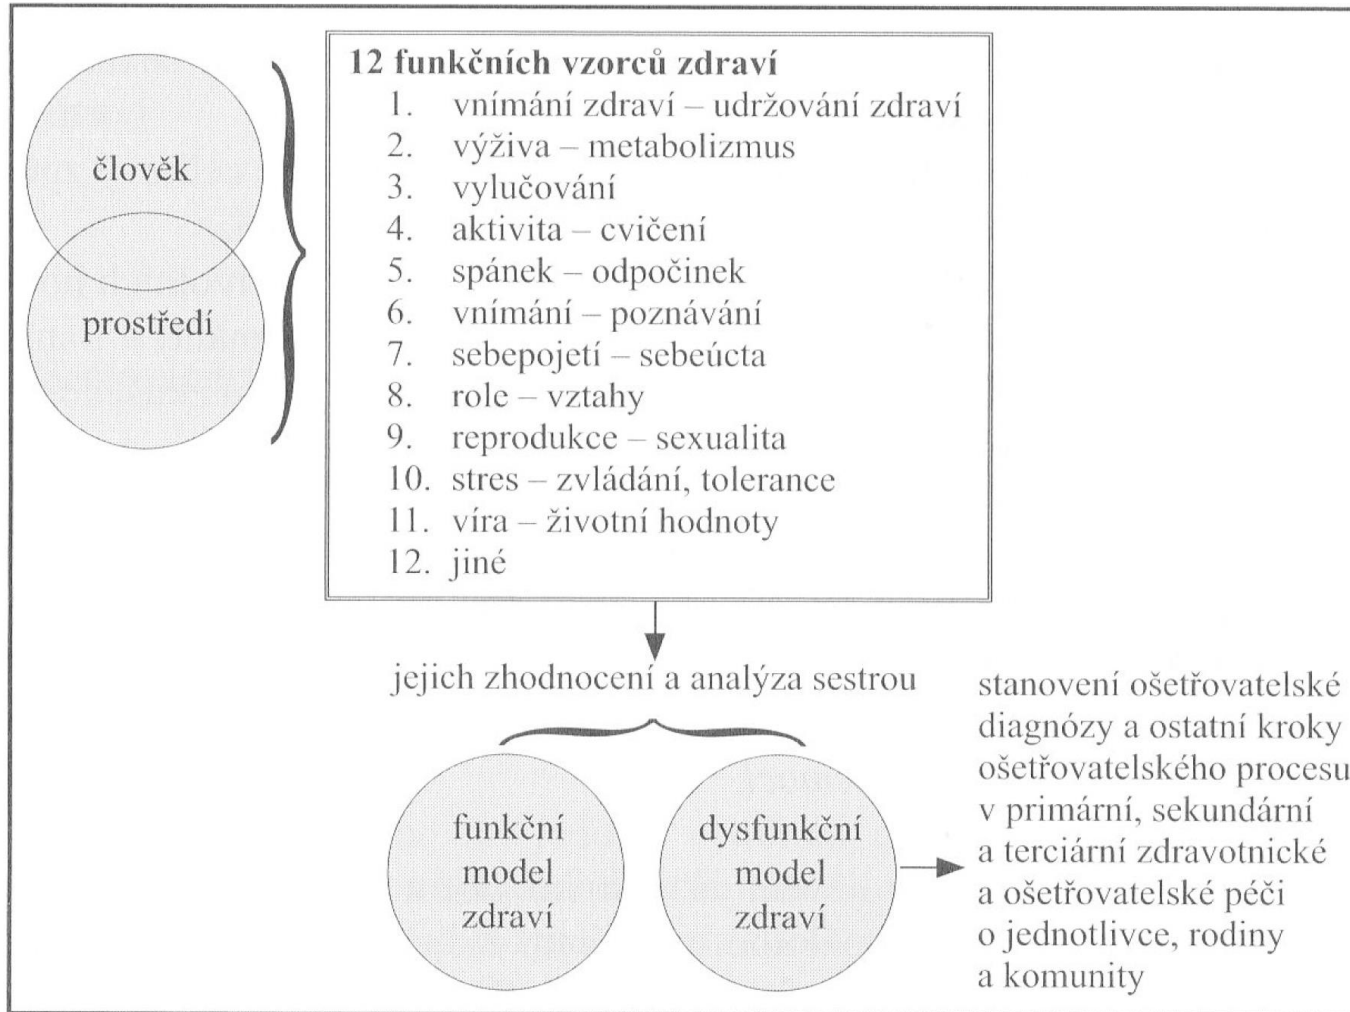 člověk
prostředí
12 funkčních vzorců zdraví
1. vnímání zdraví – udržování zdraví
2. výživa – metabolizmus
3. vylučování
4. aktivita – cvičení
5. spánek – odpočinek
6. vnímání – poznávání
7. sebepojetí – sebeúcta
8. role – vztahy
9. reprodukce – sexualita
10. stres – zvládání, tolerance
11. víra – životní hodnoty
12. jiné
jejich zhodnocení a analýza sestrou
funkční
model
zdraví
dysfunkční
model
zdraví
stanovení ošetřovatelské
diagnózy a ostatní kroky
ošetřovatelského procesu
v primární, sekundární
a terciární zdravotnické
a ošetřovatelské péči
o jednotlivce, rodiny
a komunity